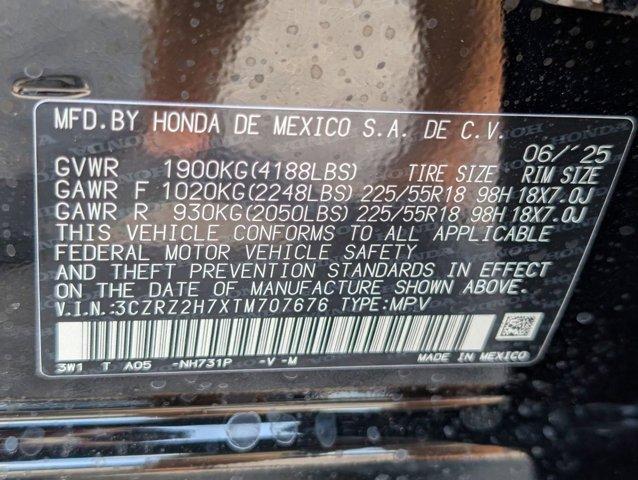 MFD.BY HONDA DE MEXICO S.A. DE C.V.
06/'25
GVWR 1900KG(4188LBS) TIRE SIZE RIM SIZE
GAWR F 1020KG(2248LBS) 225/55R18 98H 18X7.0J
GAWR R 930KG(2050LBS) 225/55R18 98H 18X7.0J
THIS VEHICLE CONFORMS TO ALL APPLICABLE
FEDERAL MOTOR VEHICLE SAFETY
AND THEFT PREVENTION STANDARDS IN EFFECT
ON THE DATE OF MANUFACTURE SHOWN ABOVE.
V.I.N.:3CZRZ2H7XTM707676 TYPE:MPV
3W1 T A05 -NH731P -V-M MADE IN MEXICO